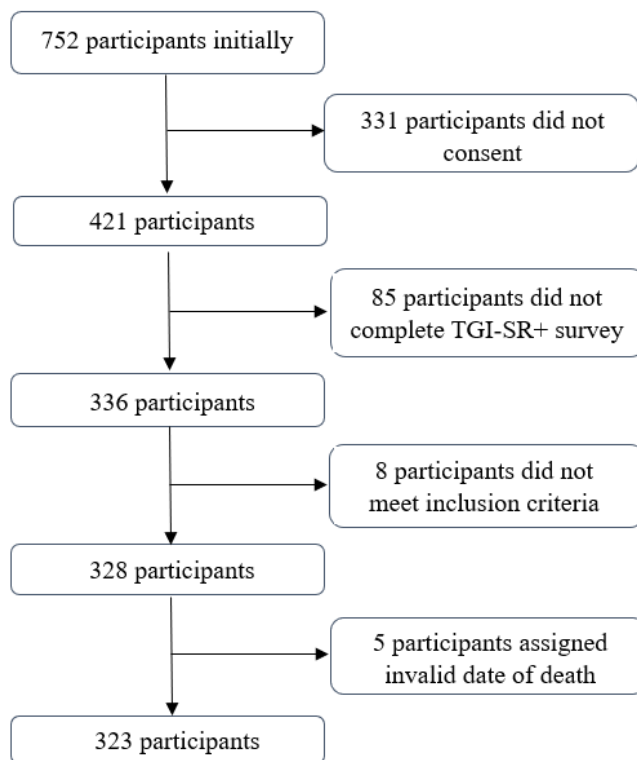 752 participants initially
331 participants did not
consent
421 participants
85 participants did not
complete TGI-SR+ survey
336 participants
8 participants did not
meet inclusion criteria
328 participants
5 participants assigned
invalid date of death
323 participants